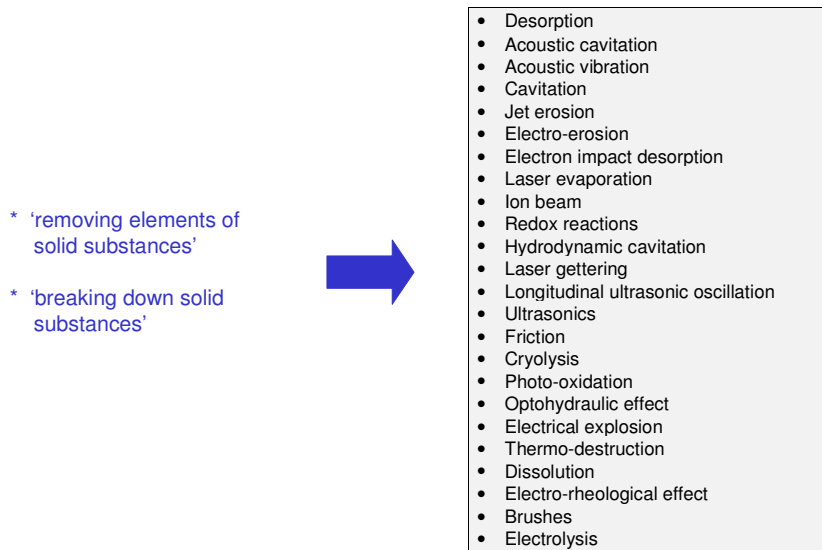 * 'removing elements of
solid substances'
* 'breaking down solid
substances'
• Desorption
• Acoustic cavitation
• Acoustic vibration
• Cavitation
• Jet erosion
• Electro-erosion
• Electron impact desorption
• Laser evaporation
• Ion beam
• Redox reactions
• Hydrodynamic cavitation
• Laser gettering
• Longitudinal ultrasonic oscillation
• Ultrasonics
• Friction
• Cryolysis
• Photo-oxidation
• Optohydraulic effect
• Electrical explosion
• Thermo-destruction
• Dissolution
• Electro-rheological effect
• Brushes
• Electrolysis